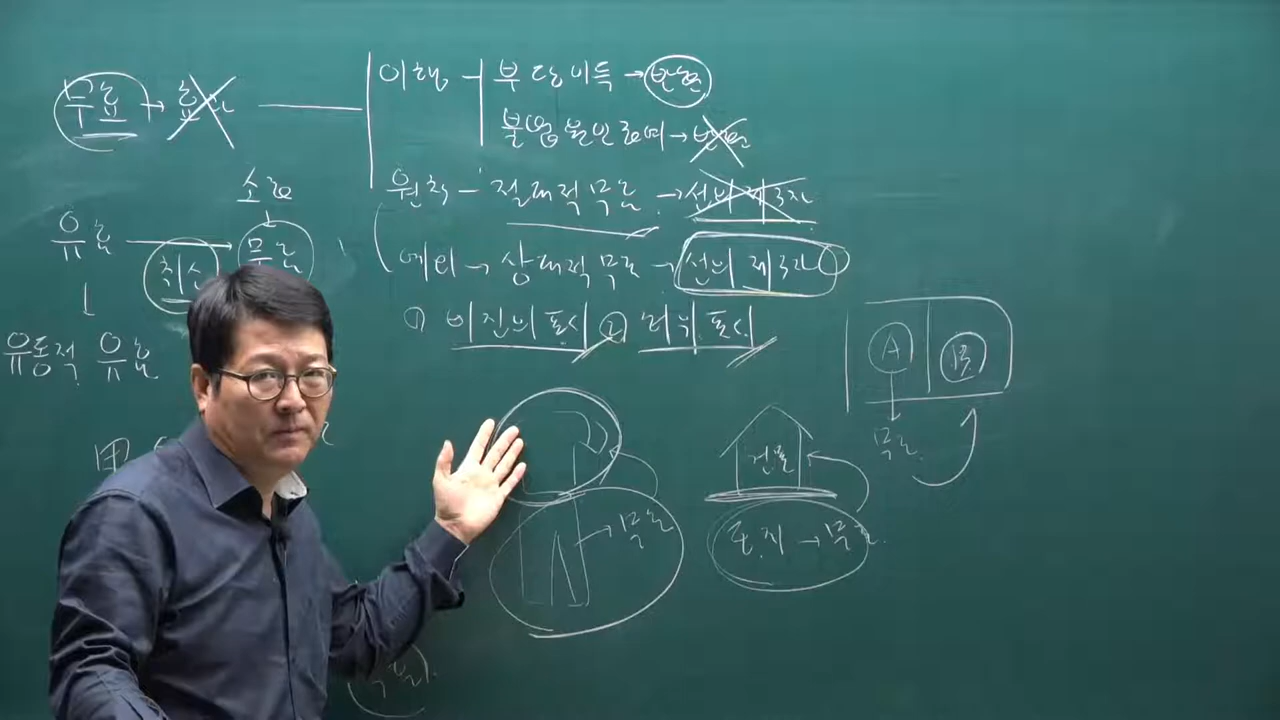 무효 → 효과 ― 이행 ― 부당이득 → 반환
불법원인급여 → 반환
원칙 - 절대적 무효 → 선의 제3자
소급
유효 → 무효
취소
예외 → 상대적 무효 → 선의 제3자
① 비진의표시 ② 허위표시
유동적 유효
A
B
무효
건물
→ 무효
토지 → 무효